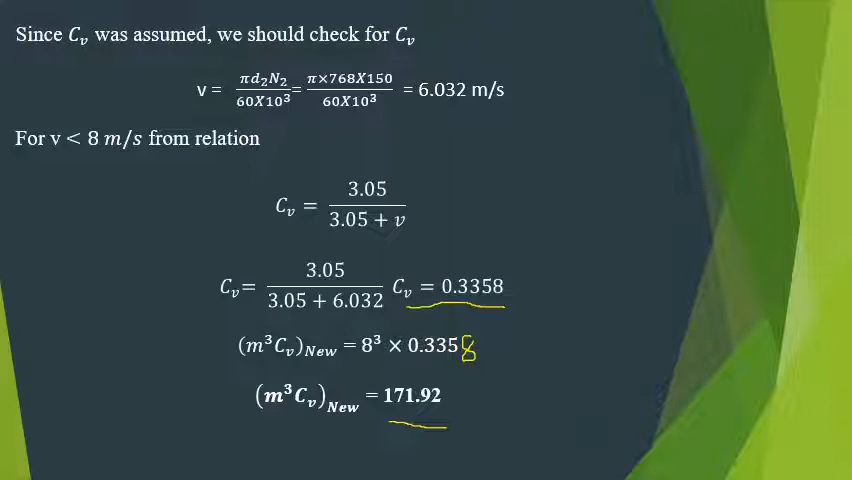 Since Cᵥ was assumed, we should check for Cᵥ
v = πd₂N₂/60X10³ = π×768X150/60X10³ = 6.032 m/s
For v < 8 m/s from relation
Cᵥ = 3.05/3.05 + v
Cᵥ= 3.05/3.05 + 6.032 Cᵥ = 0.3358
(m³Cᵥ)New = 8³ × 0.3358
(m³Cᵥ)New = 171.92